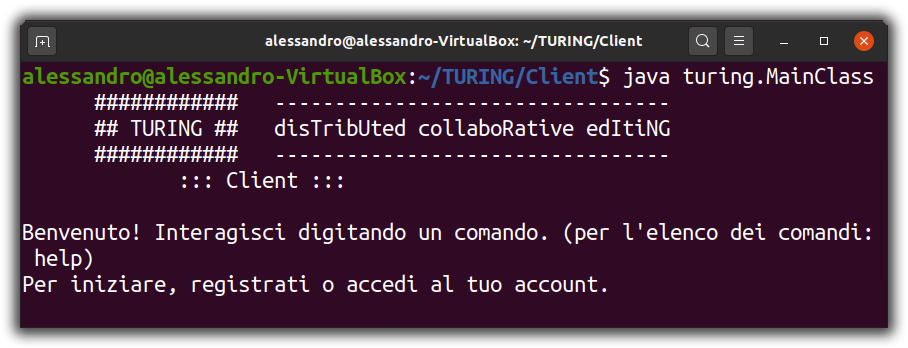 alessandro@alessandro-VirtualBox: ~/TURING/Client
alessandro@alessandro-VirtualBox:~/TURING/Client$ java turing.MainClass
############ ---------------------------------
## TURING ## disTribUted collaboRative edItiNG
############ ---------------------------------
::: Client :::
Benvenuto! Interagisci digitando un comando. (per l'elenco dei comandi:
help)
Per iniziare, registrati o accedi al tuo account.